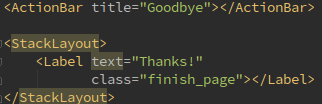 <ActionBar title="Goodbye"></ActionBar>
<StackLayout>
<Label text="Thanks!"
class="finish_page"></Label>
</StackLayout>